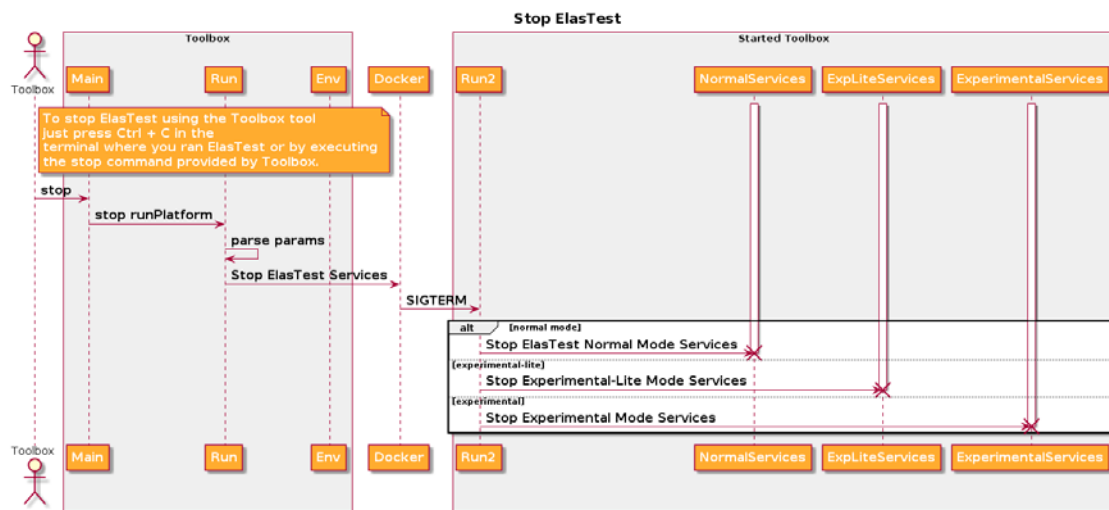 Stop ElasTest
Toolbox
Started Toolbox
Toolbox
Main
Run
Env
Docker
Run2
NormalServices
ExpLiteServices
ExperimentalServices
To stop ElasTest using the Toolbox tool
just press Ctrl + C in the
terminal where you ran ElasTest or by executing
the stop command provided by Toolbox.
stop
stop runPlatform
parse params
Stop ElasTest Services
SIGTERM
alt [normal mode]
Stop ElasTest Normal Mode Services
[experimental-lite]
Stop Experimental-Lite Mode Services
[experimental]
Stop Experimental Mode Services
Toolbox
Main
Run
Env
Docker
Run2
NormalServices
ExpLiteServices
ExperimentalServices